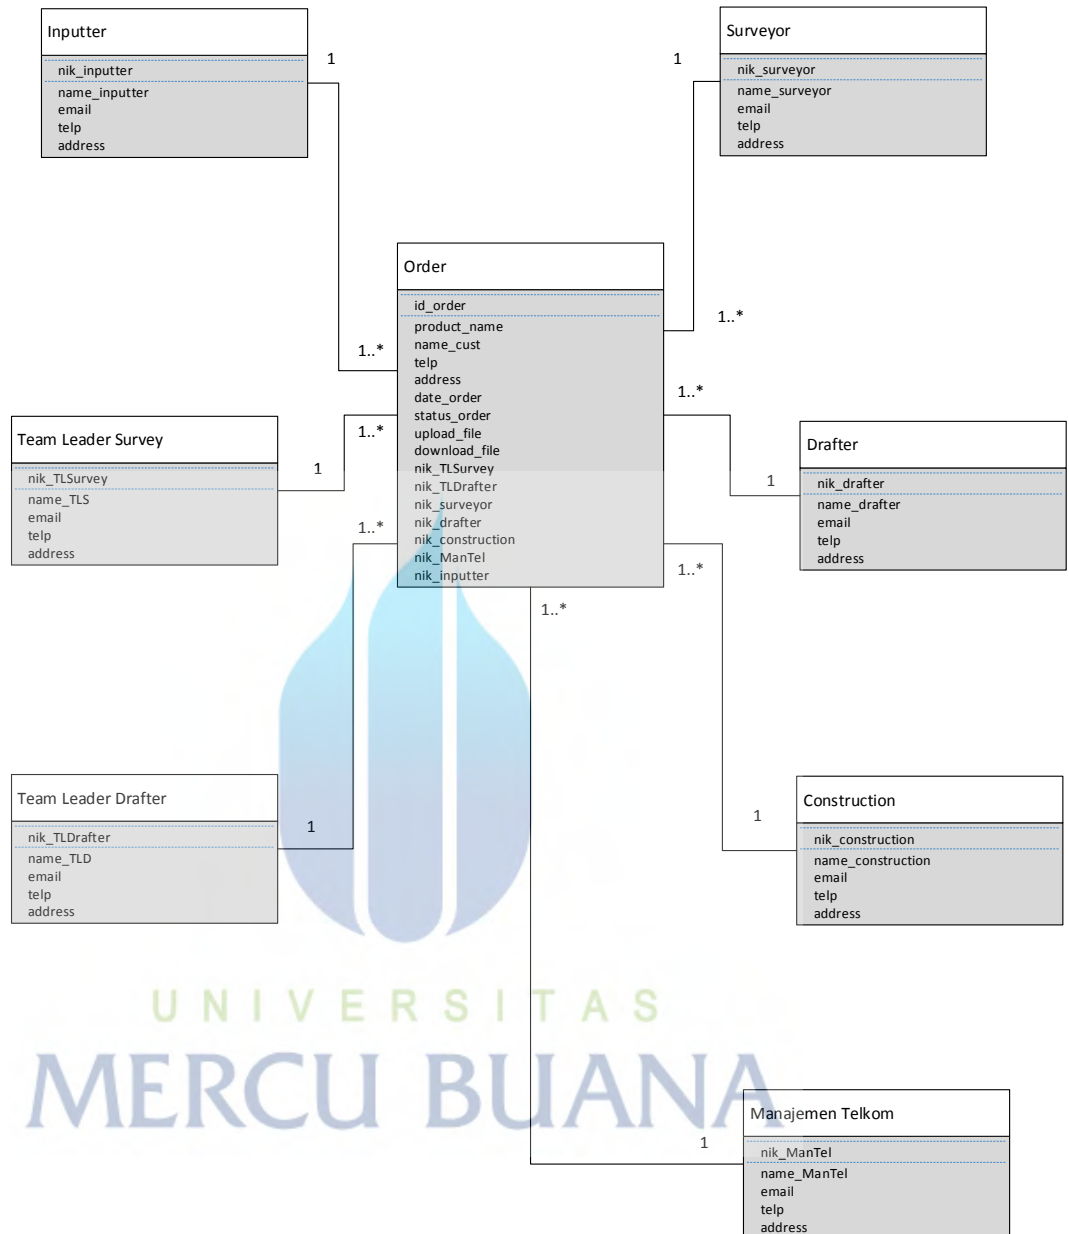 Inputter
nik_inputter
name_inputter
email
telp
address
1
Surveyor
nik_surveyor
name_surveyor
email
telp
address
1
Order
id_order
product_name
name_cust
telp
address
date_order
status_order
upload_file
download_file
nik_TLSurvey
nik_TLDrafter
nik_surveyor
nik_drafter
nik_construction
nik_ManTel
nik_inputter
1..*
1..*
1..*
1..*
1..*
1..*
1..*
Team Leader Survey
nik_TLSurvey
name_TLS
email
telp
address
1
Drafter
nik_drafter
name_drafter
email
telp
address
1
Team Leader Drafter
nik_TLDrafter
name_TLD
email
telp
address
1
Construction
nik_construction
name_construction
email
telp
address
1
UNIVERSITAS
MERCU BUANA
Manajemen Telkom
nik_ManTel
name_ManTel
email
telp
address
1